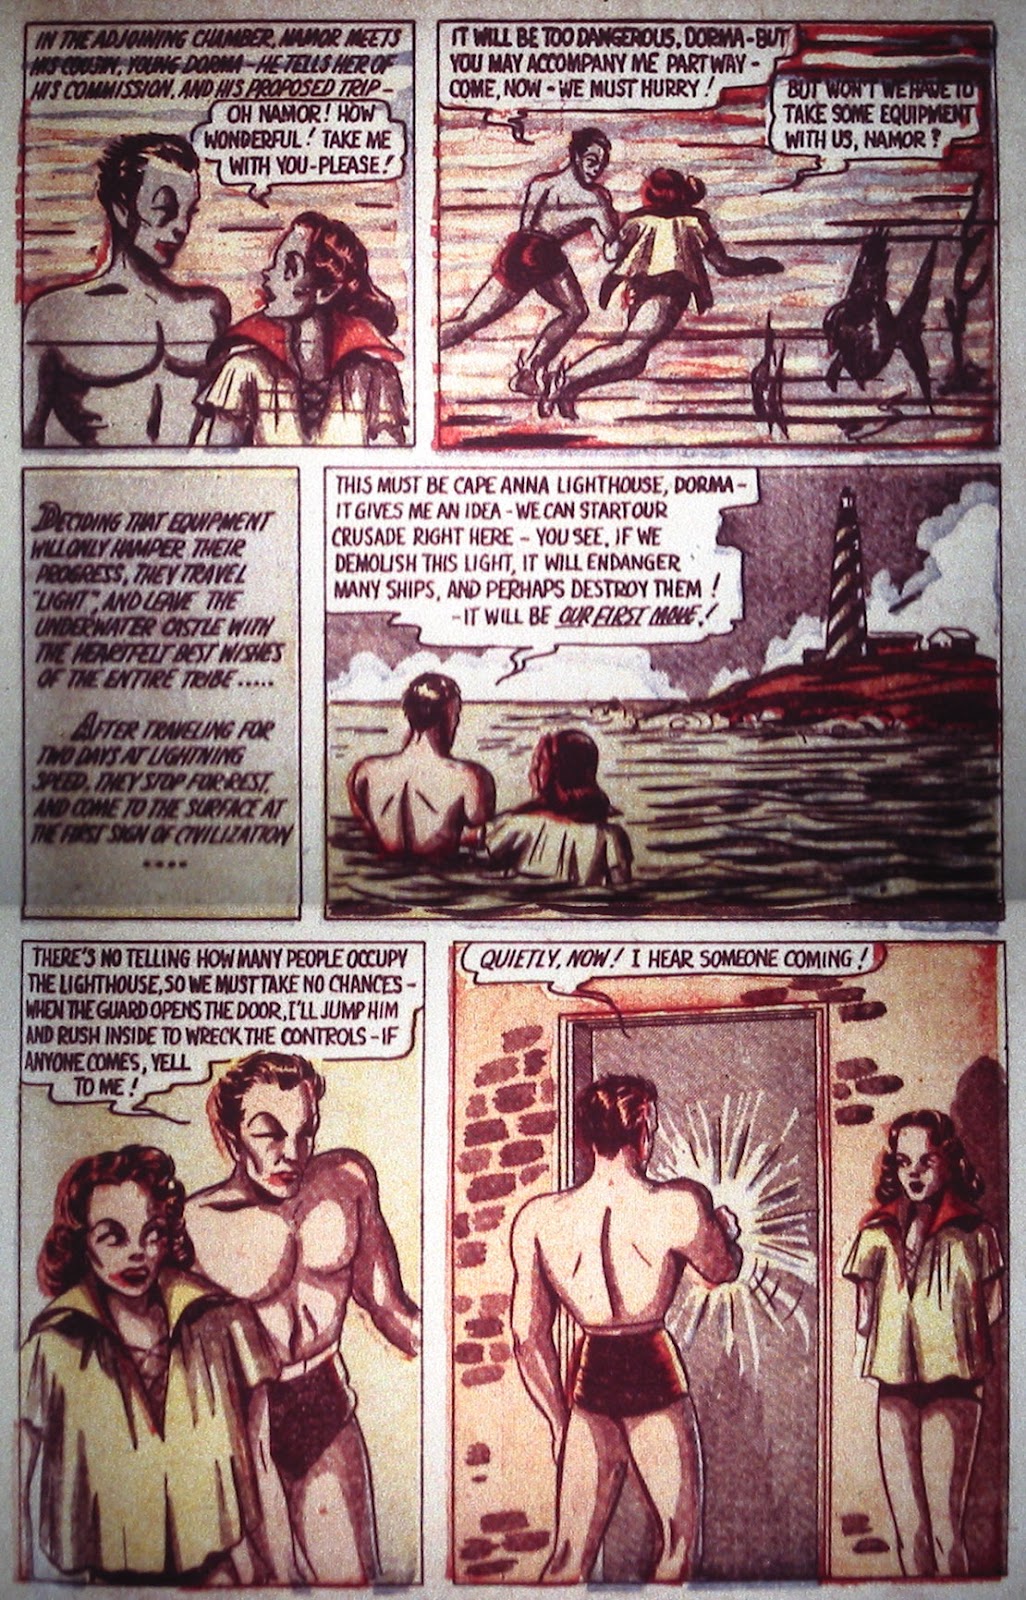 IN THE ADJOINING CHAMBER, NAMOR MEETS
HIS COUSIN, YOUNG DORMA - HE TELLS HER OF
HIS COMMISSION, AND HIS PROPOSED TRIP -
OH NAMOR! HOW
WONDERFUL! TAKE ME
WITH YOU - PLEASE!
IT WILL BE TOO DANGEROUS, DORMA - BUT
YOU MAY ACCOMPANY ME PART WAY -
COME, NOW - WE MUST HURRY!
BUT WON'T WE HAVE TO
TAKE SOME EQUIPMENT
WITH US, NAMOR?
DECIDING THAT EQUIPMENT
WILL ONLY HAMPER THEIR
PROGRESS, THEY TRAVEL
"LIGHT", AND LEAVE THE
UNDERWATER CASTLE WITH
THE HEARTFELT BEST WISHES
OF THE ENTIRE TRIBE.....
AFTER TRAVELING FOR
TWO DAYS AT LIGHTNING
SPEED, THEY STOP FOR REST,
AND COME TO THE SURFACE AT
THE FIRST SIGN OF CIVILIZATION
....
THIS MUST BE CAPE ANNA LIGHTHOUSE, DORMA -
IT GIVES ME AN IDEA - WE CAN START OUR
CRUSADE RIGHT HERE - YOU SEE, IF WE
DEMOLISH THIS LIGHT, IT WILL ENDANGER
MANY SHIPS, AND PERHAPS DESTROY THEM!
- IT WILL BE OUR FIRST MOVE!
THERE'S NO TELLING HOW MANY PEOPLE OCCUPY
THE LIGHTHOUSE, SO WE MUST TAKE NO CHANCES -
WHEN THE GUARD OPENS THE DOOR, I'LL JUMP HIM
AND RUSH INSIDE TO WRECK THE CONTROLS - IF
ANYONE COMES, YELL
TO ME!
QUIETLY, NOW! I HEAR SOMEONE COMING!